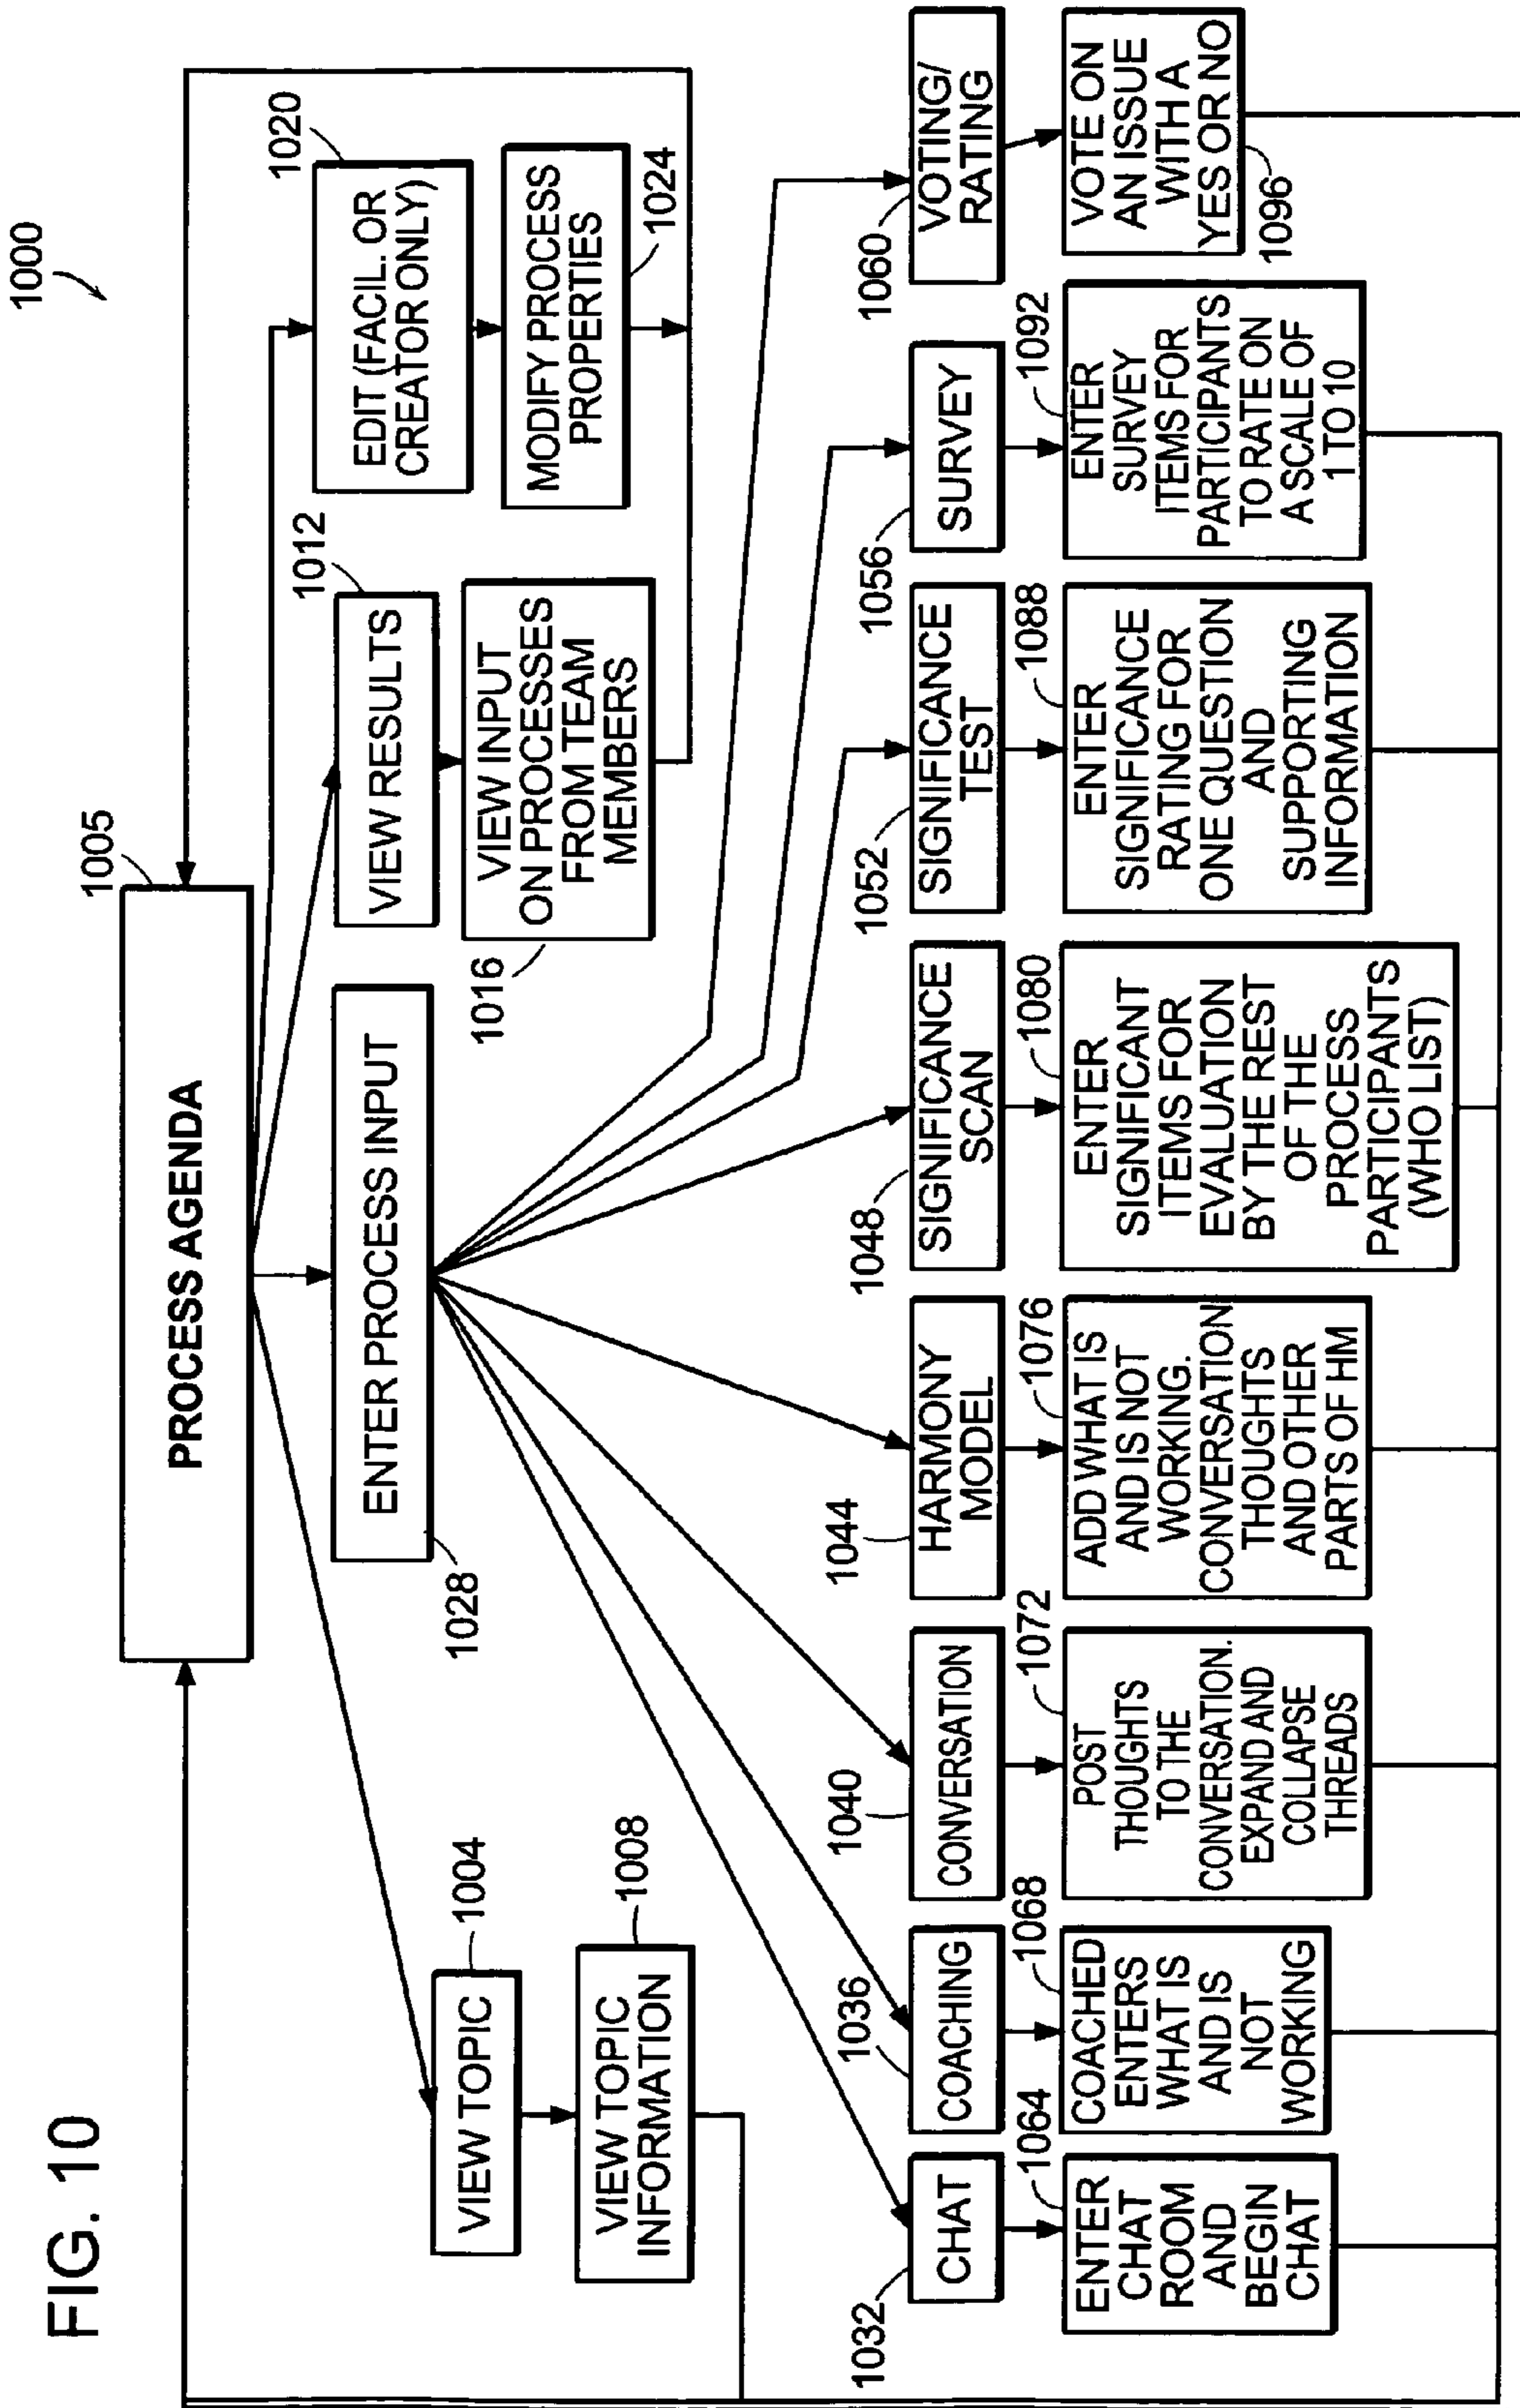 FIG. 10
1000
PROCESS AGENDA
1005
VIEW TOPIC
1004
VIEW TOPIC
INFORMATION
1008
ENTER PROCESS INPUT
1028
VIEW RESULTS
1012
VIEW INPUT
ON PROCESSES
FROM TEAM
MEMBERS
1016
EDIT (FACIL. OR
CREATOR ONLY)
1020
MODIFY PROCESS
PROPERTIES
1024
1032
CHAT
1064
ENTER
CHAT
ROOM
AND
BEGIN
CHAT
1036
COACHING
1068
COACHED
ENTERS
WHAT IS
AND IS
NOT
WORKING
1040
CONVERSATION
1072
POST
THOUGHTS
TO THE
CONVERSATION.
EXPAND AND
COLLAPSE
THREADS
1044
HARMONY
MODEL
1076
ADD WHAT IS
AND IS NOT
WORKING.
CONVERSATION
THOUGHTS
AND OTHER
PARTS OF HM
1048
SIGNIFICANCE
SCAN
1080
ENTER
SIGNIFICANT
ITEMS FOR
EVALUATION
BY THE REST
OF THE
PROCESS
PARTICIPANTS
(WHO LIST)
1052
SIGNIFICANCE
TEST
1088
ENTER
SIGNIFICANCE
RATING FOR
ONE QUESTION
AND
SUPPORTING
INFORMATION
1056
SURVEY
1092
ENTER
SURVEY
ITEMS FOR
PARTICIPANTS
TO RATE ON
A SCALE OF
1 TO 10
1060
VOTING/
RATING
VOTE ON
AN ISSUE
WITH A
YES OR NO
1096